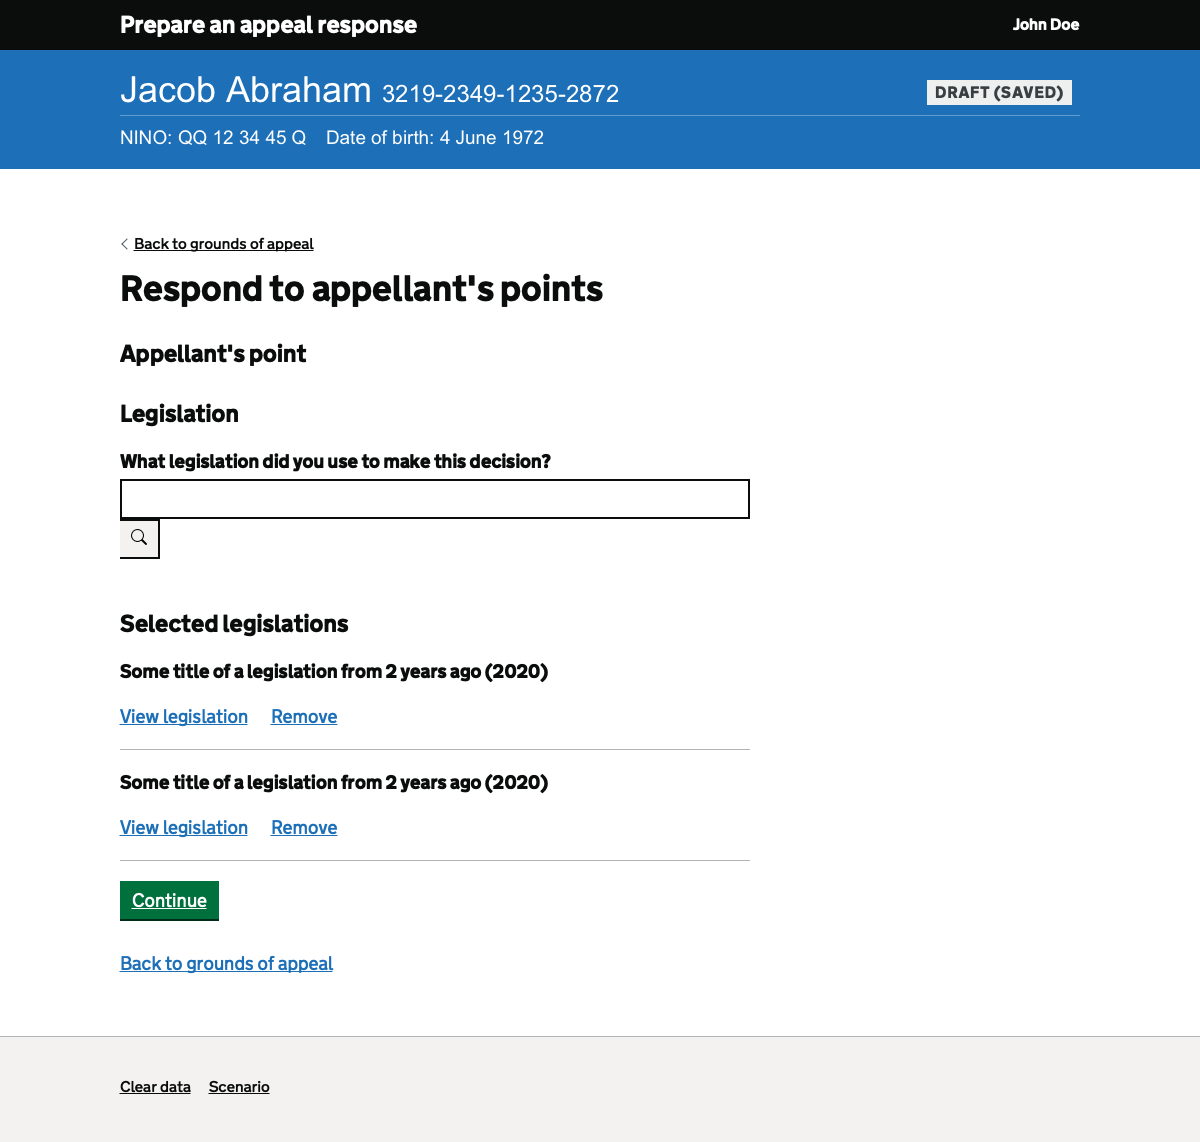 Prepare an appeal response John Doe
Jacob Abraham 3219-2349-1235-2872 DRAFT (SAVED)
NINO: QQ 12 34 45 Q Date of birth: 4 June 1972
Back to grounds of appeal
Respond to appellant's points
Appellant's point
Legislation
What legislation did you use to make this decision?
Selected legislations
Some title of a legislation from 2 years ago (2020)
View legislation Remove
Some title of a legislation from 2 years ago (2020)
View legislation Remove
Continue
Back to grounds of appeal
Clear data Scenario